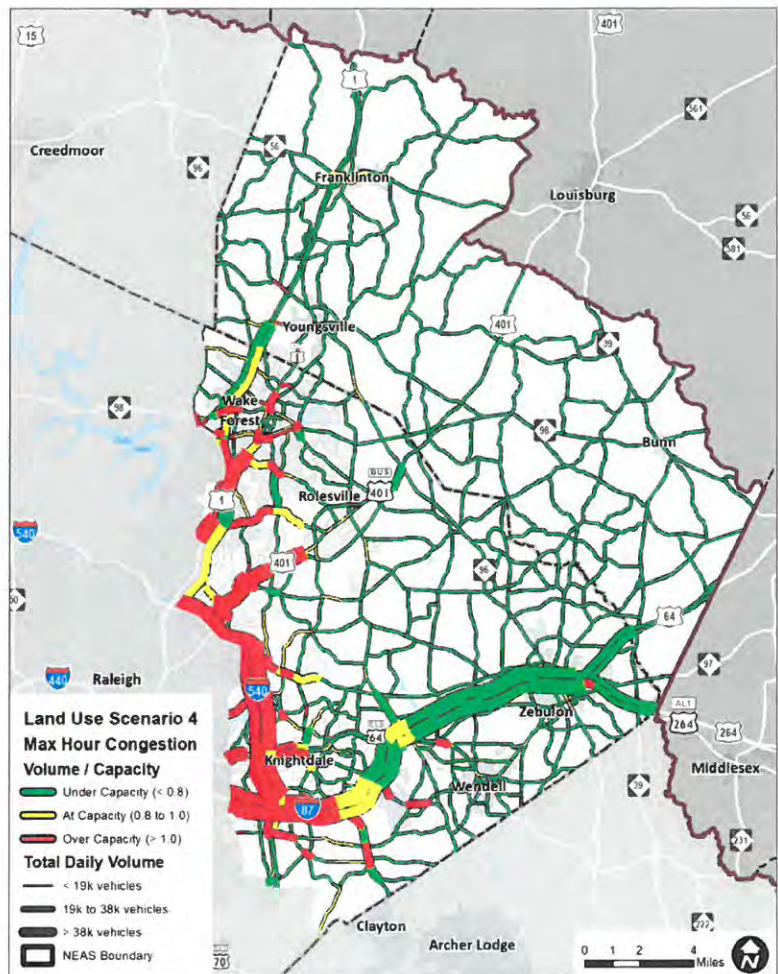 15
401
1
561
Creedmoor
96
56
Franklinton
Louisburg
56
581
401
39
Youngsville
1
98
Wake
Forest
98
Bunn
BUS
401
Rolesville
1
540
401
96
50
64
97
440
Raleigh
540
BUS
64
Zebulon
ALT
264
264
Knightdale
Middlesex
87
Wendell
39
231
Clayton
70
Archer Lodge
222
Land Use Scenario 4
Max Hour Congestion
Volume / Capacity
Under Capacity (< 0.8)
At Capacity (0.8 to 1.0)
Over Capacity (> 1.0)
Total Daily Volume
< 19k vehicles
19k to 38k vehicles
> 38k vehicles
NEAS Boundary
0 1 2 4
Miles
N